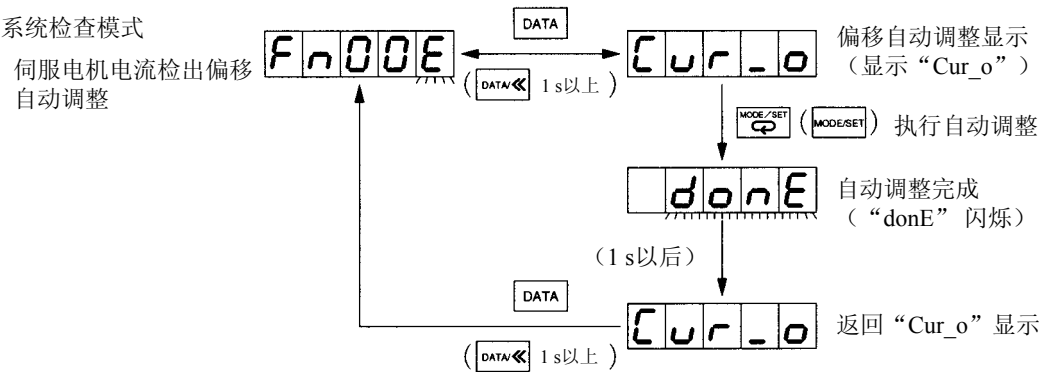 系统检查模式
伺服电机电流检出偏移
自动调整
Fn00E
DATA
(DATA/≪ 1 s以上)
Cur_o
偏移自动调整显示
（显示“Cur_o”）
MODE/SET (MODE/SET) 执行自动调整
donE
自动调整完成
（“donE” 闪烁）
（1 s以后）
DATA
(DATA/≪ 1 s以上)
Cur_o
返回“Cur_o”显示